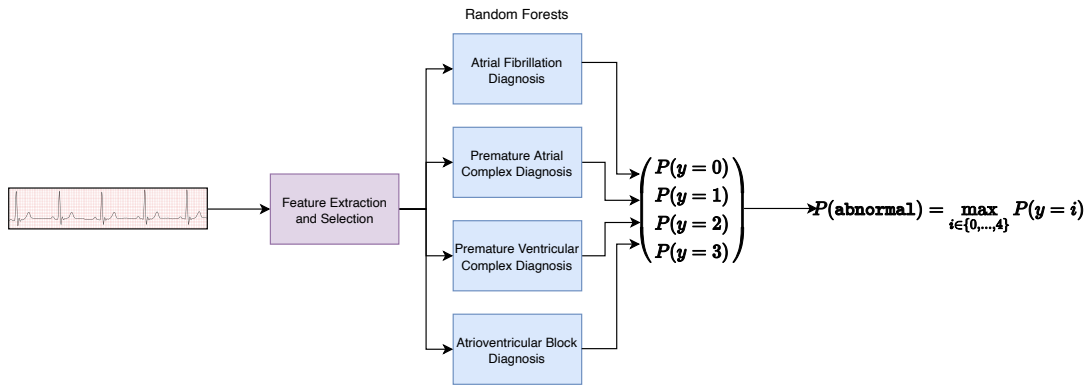 Random Forests
Atrial Fibrillation
Diagnosis
Premature Atrial
Complex Diagnosis
Feature Extraction
and Selection
Premature Ventricular
Complex Diagnosis
Atrioventricular Block
Diagnosis
P(y = 0)
P(y = 1)
P(y = 2)
P(y = 3)
P(abnormal) = max P(y = i)
i∈{0,...,4}